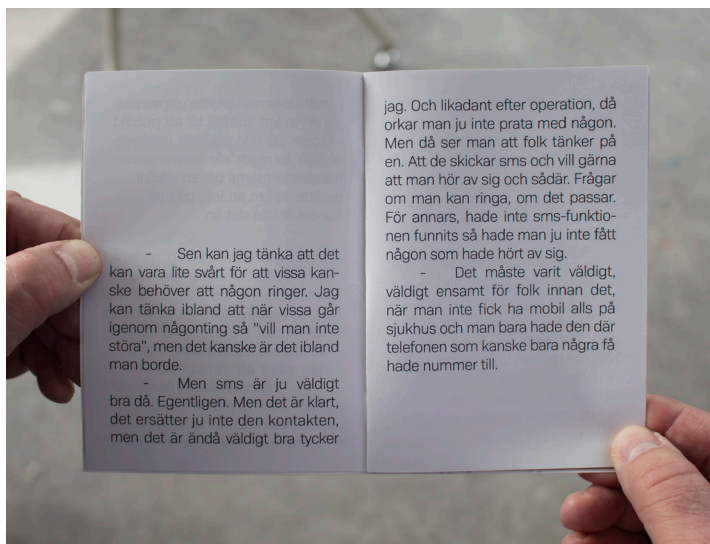 - Sen kan jag tänka att det
kan vara lite svårt för att vissa kan-
ske behöver att någon ringer. Jag
kan tänka ibland att när vissa går
igenom någonting så "vill man inte
störa", men det kanske är det ibland
man borde.
- Men sms är ju väldigt
bra då. Egentligen. Men det är klart,
det ersätter ju inte den kontakten,
men det är ändå väldigt bra tycker
jag. Och likadant efter operation, då
orkar man ju inte prata med någon.
Men då ser man att folk tänker på
en. Att de skickar sms och vill gärna
att man hör av sig och sådär. Frågar
om man kan ringa, om det passar.
För annars, hade inte sms-funktio-
nen funnits så hade man ju inte fått
någon som hade hört av sig.
- Det måste varit väldigt,
väldigt ensamt för folk innan det,
när man inte fick ha mobil alls på
sjukhus och man bara hade den där
telefonen som kanske bara några få
hade nummer till.